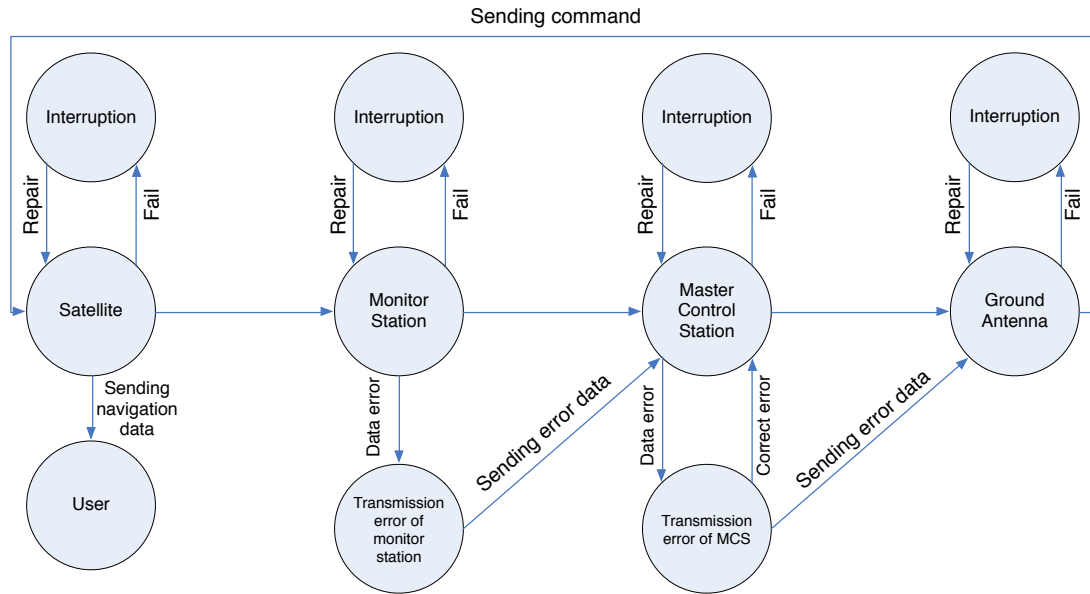 Sending command
Interruption
Interruption
Interruption
Interruption
Repair
Fail
Repair
Fail
Repair
Fail
Repair
Fail
Satellite
Monitor
Station
Master
Control
Station
Ground
Antenna
Sending
navigation
data
Data error
Sending error data
Data error
Correct error
Sending error data
User
Transmission
error of
monitor
station
Transmission
error of MCS